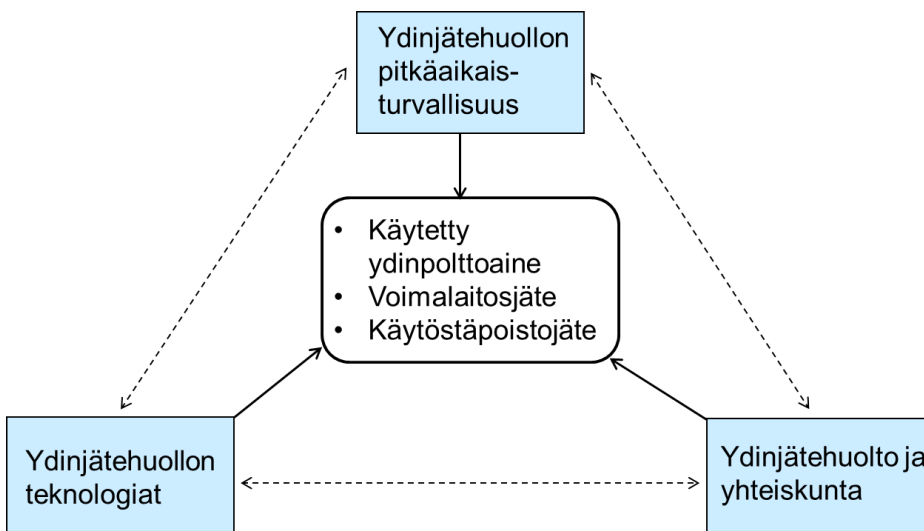 Ydinjätehuollon
pitkäaikais-
turvallisuus
• Käytetty
ydinpolttoaine
• Voimalaitosjäte
• Käytöstäpoistojäte
Ydinjätehuollon
teknologiat
Ydinjätehuolto ja
yhteiskunta